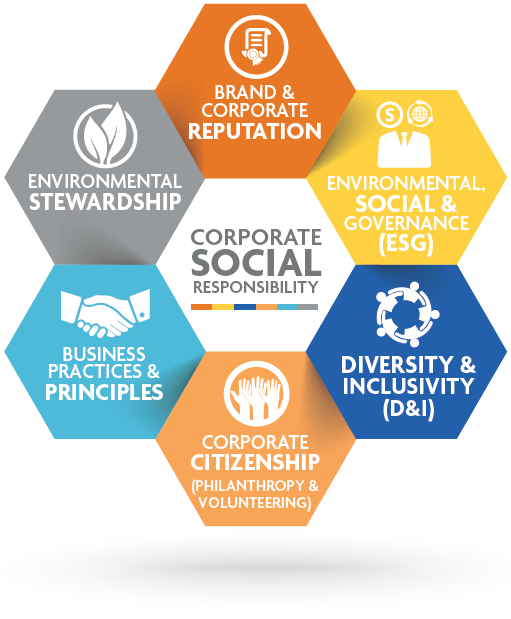 BRAND &
CORPORATE
REPUTATION
ENVIRONMENTAL,
SOCIAL &
GOVERNANCE
(ESG)
DIVERSITY &
INCLUSIVITY
(D&I)
CORPORATE
CITIZENSHIP
(PHILANTHROPY &
VOLUNTEERING)
BUSINESS
PRACTICES &
PRINCIPLES
ENVIRONMENTAL
STEWARDSHIP
CORPORATE
SOCIAL
RESPONSIBILITY
$